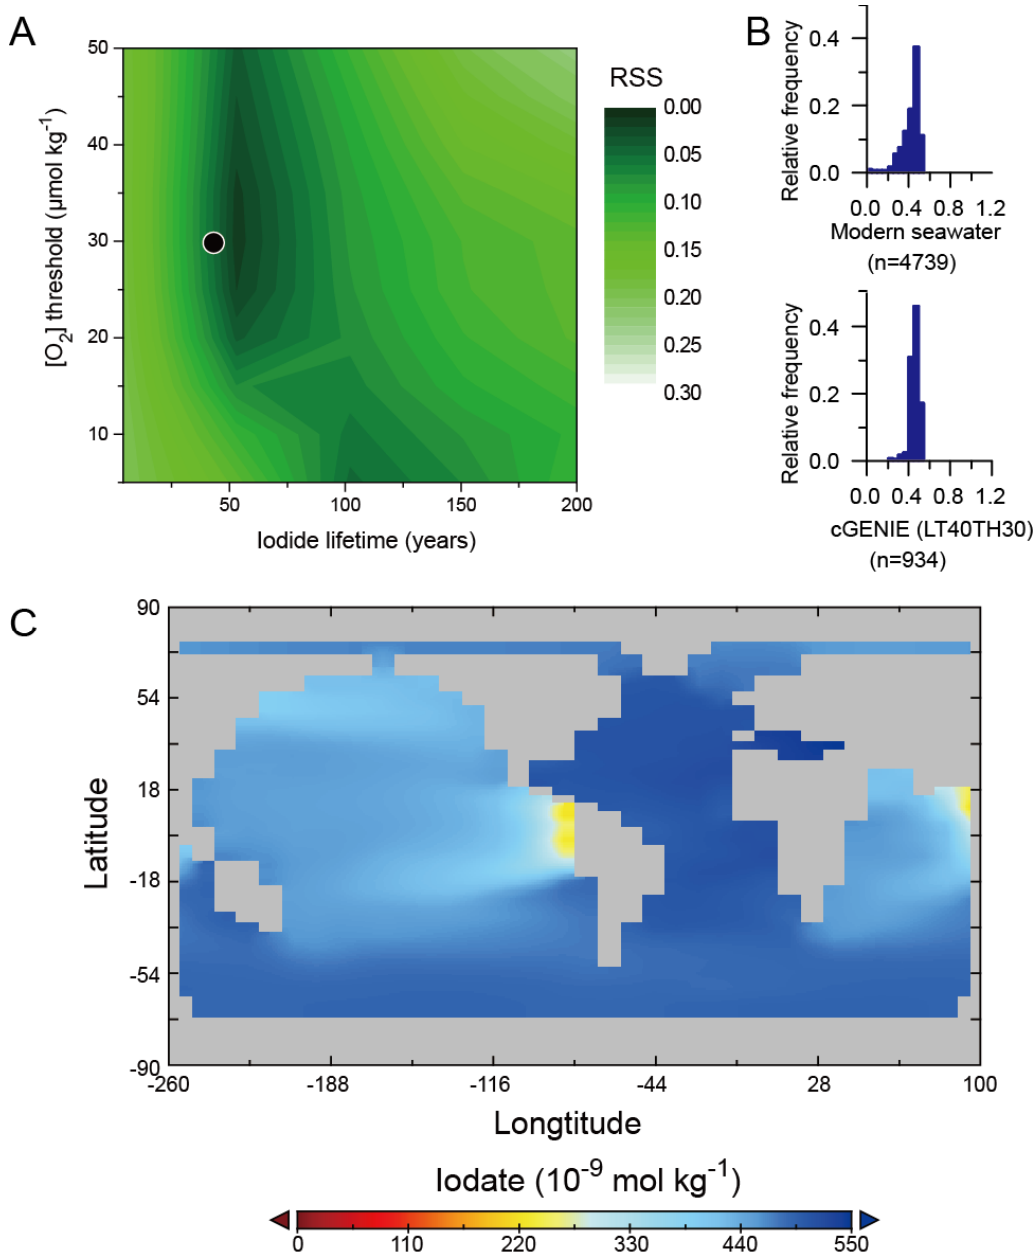 A
[O2] threshold (μmol kg-1)
50
40
30
20
10
50
100
150
200
Iodide lifetime (years)
RSS
0.00
0.05
0.10
0.15
0.20
0.25
0.30
B
Relative frequency
0.4
0.2
0.0
0.0 0.4 0.8 1.2
Modern seawater
(n=4739)
Relative frequency
0.4
0.2
0.0
0.0 0.4 0.8 1.2
cGENIE (LT40TH30)
(n=934)
C
Latitude
90
54
18
-18
-54
-90
-260 -188 -116 -44 28 100
Longtitude
Iodate (10-9 mol kg-1)
0 110 220 330 440 550